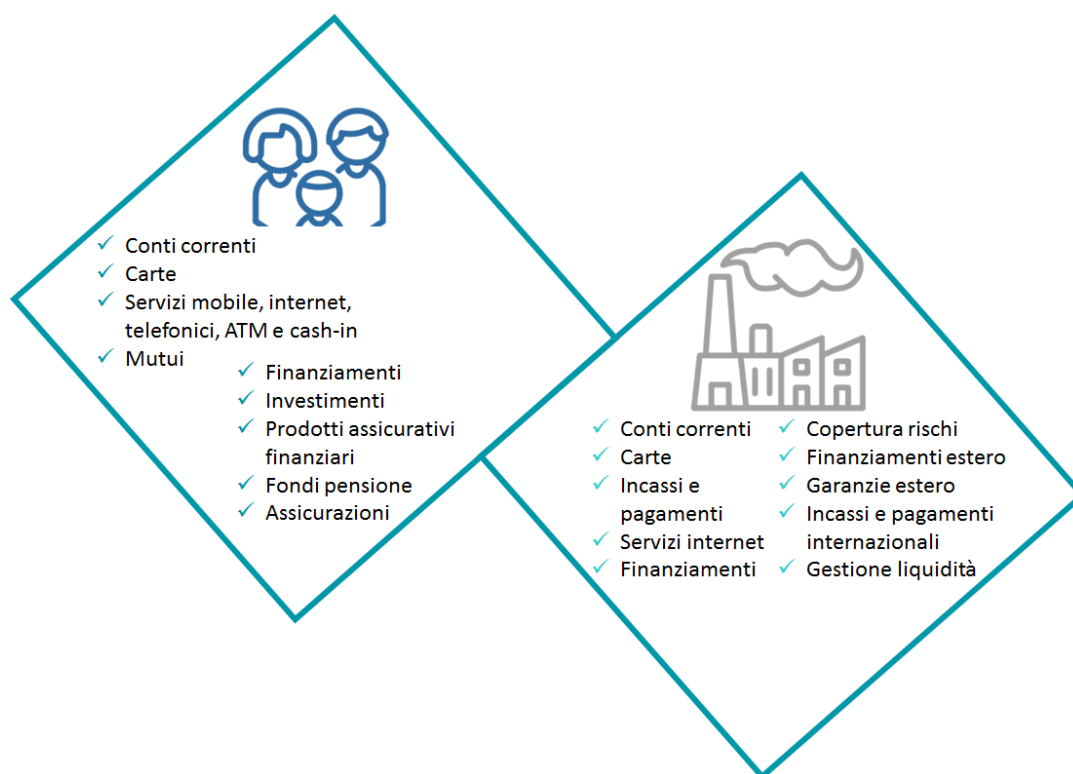 Conti correnti
Carte
Servizi mobile, internet,
telefonici, ATM e cash-in
Mutui
Finanziamenti
Investimenti
Prodotti assicurativi
finanziari
Fondi pensione
Assicurazioni
Conti correnti
Carte
Incassi e
pagamenti
Servizi internet
Finanziamenti
Copertura rischi
Finanziamenti estero
Garanzie estero
Incassi e pagamenti
internazionali
Gestione liquidità